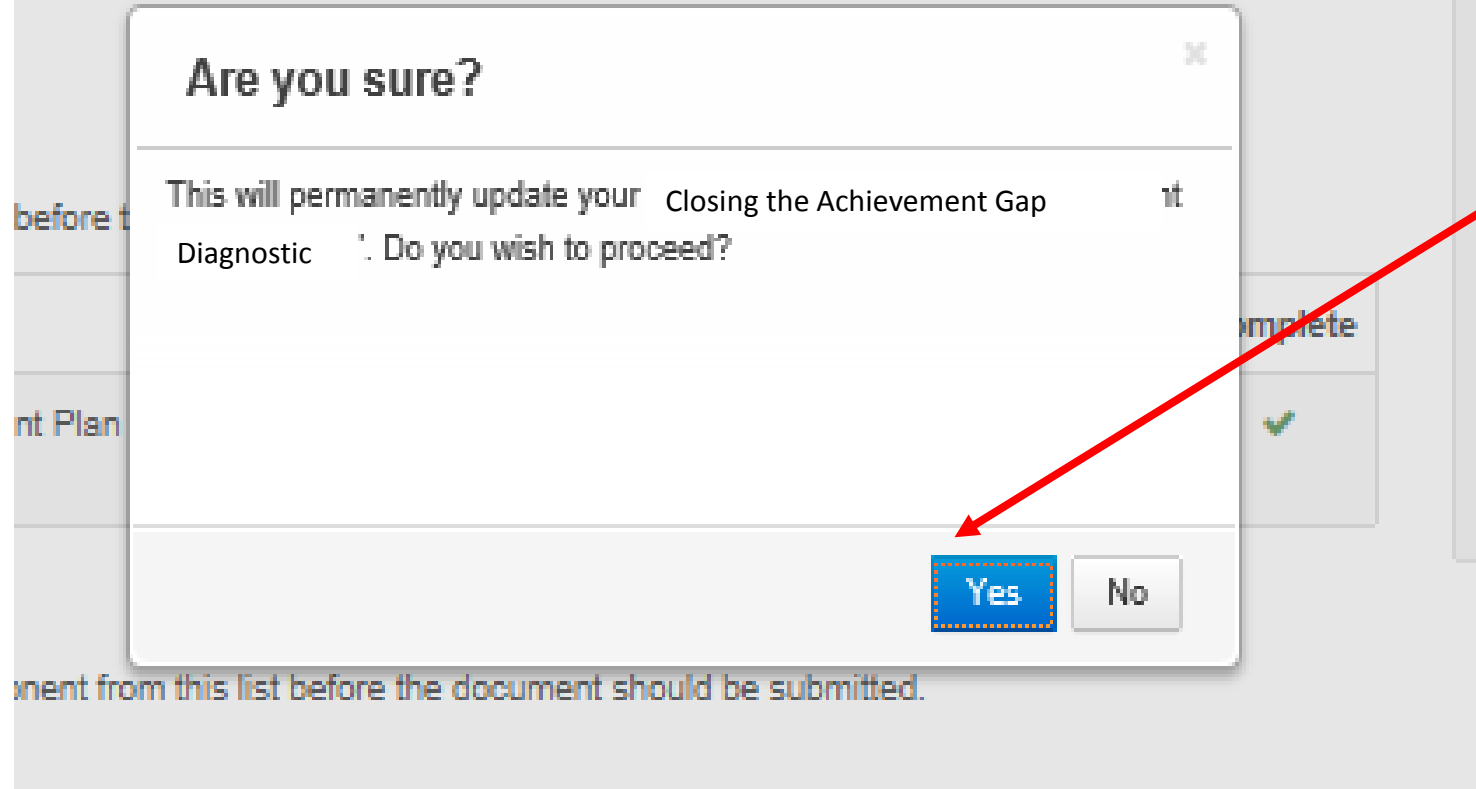 Are you sure?
This will permanently update your Closing the Achievement Gap nt
before t
Diagnostic '. Do you wish to proceed?
omplete
nt Plan
Yes No
onent from this list before the document should be submitted.